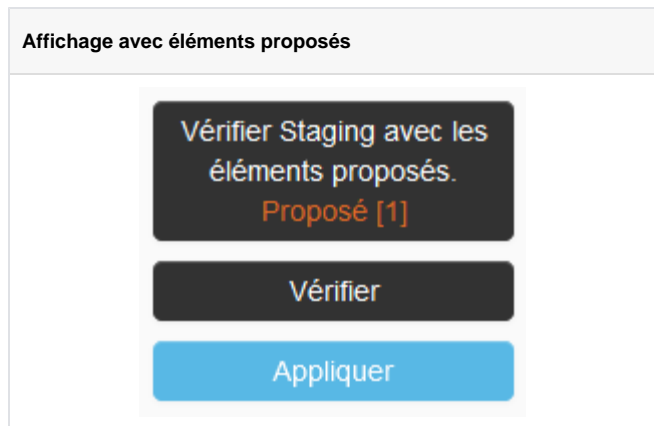 Affichage avec éléments proposés
Vérifier Staging avec les
éléments proposés.
Proposé [1]
Vérifier
Appliquer